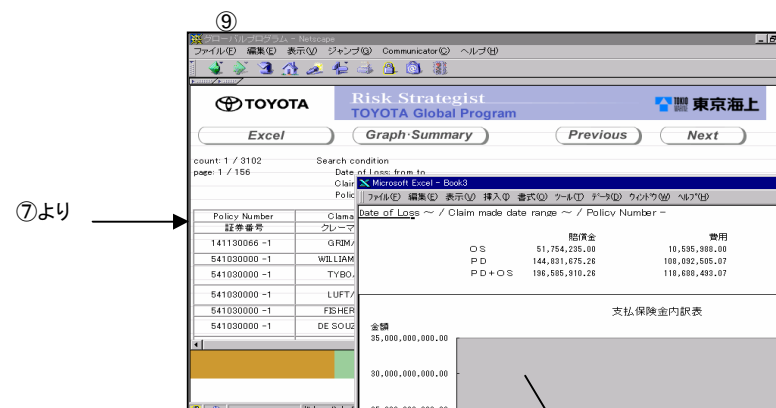 ⑨
グローバルプログラム - Netscape
ファイル(F) 編集(E) 表示(V) ジャンプ(G) Communicator(C) ヘルプ(H)
TOYOTA
Risk Strategist
TOYOTA Global Program
東京海上
Excel Graph·Summary Previous Next
count: 1 / 3102 Search condition
page: 1 / 156 Date of Loss: from to
Clair
Polic
⑦より
Microsoft Excel - Book3
ファイル(F) 編集(E) 表示(V) 挿入(I) 書式(O) ツール(T) データ(D) ウィンドウ(W) ヘルプ(H)
Date of Loss ~ / Claim made date range ~ / Policy Number -
賠償金 費用
OS 51,754,235.00 10,595,988.00
PD 144,831,675.26 108,092,505.07
PD+OS 196,585,910.26 118,688,493.07
支払保険金内訳表
金額
35,000,000,000.00
30,000,000,000.00
Policy Number Clama
証券番号 クレーマ
141130066 -1 GRIM/
541030000 -1 WILLIAM
541030000 -1 TYBO/
541030000 -1 LUFT/
541030000 -1 FISHER
541030000 -1 DE SOUZ